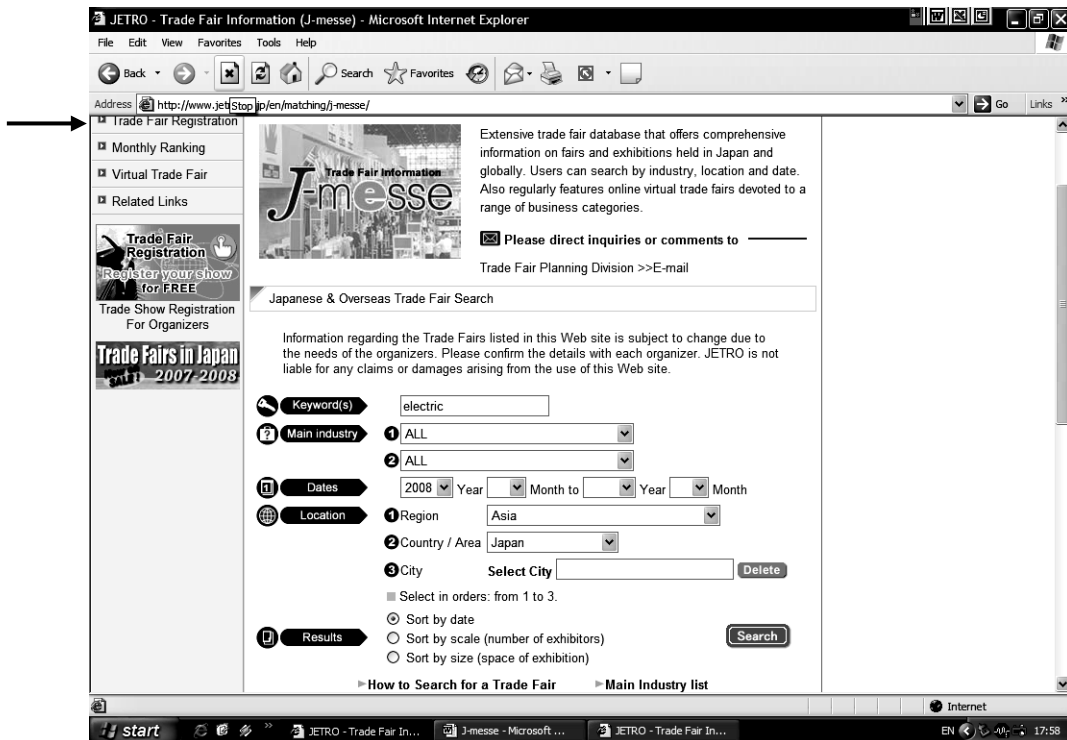 JETRO - Trade Fair Information (J-messe) - Microsoft Internet Explorer
File Edit View Favorites Tools Help
Back Search Favorites
Address http://www.jet Stop jp/en/matching/j-messe/ Go Links »
Trade Fair Registration
Monthly Ranking
Virtual Trade Fair
Related Links
Trade Fair
Registration
Register your show
for FREE
Trade Show Registration
For Organizers
Trade Fairs in Japan
NOW ON SALE! 2007-2008
Trade Fair Information
J-messe
Extensive trade fair database that offers comprehensive
information on fairs and exhibitions held in Japan and
globally. Users can search by industry, location and date.
Also regularly features online virtual trade fairs devoted to a
range of business categories.
Please direct inquiries or comments to
Trade Fair Planning Division >>E-mail
Japanese & Overseas Trade Fair Search
Information regarding the Trade Fairs listed in this Web site is subject to change due to
the needs of the organizers. Please confirm the details with each organizer. JETRO is not
liable for any claims or damages arising from the use of this Web site.
Keyword(s) electric
Main industry 1 ALL
2 ALL
Dates 2008 Year Month to Year Month
Location 1 Region Asia
2 Country / Area Japan
3 City Select City Delete
Select in orders: from 1 to 3.
Sort by date
Results Sort by scale (number of exhibitors) Search
Sort by size (space of exhibition)
How to Search for a Trade Fair Main Industry list
Internet
start » JETRO - Trade Fair In... J-messe - Microsoft ... JETRO - Trade Fair In... EN 17:58